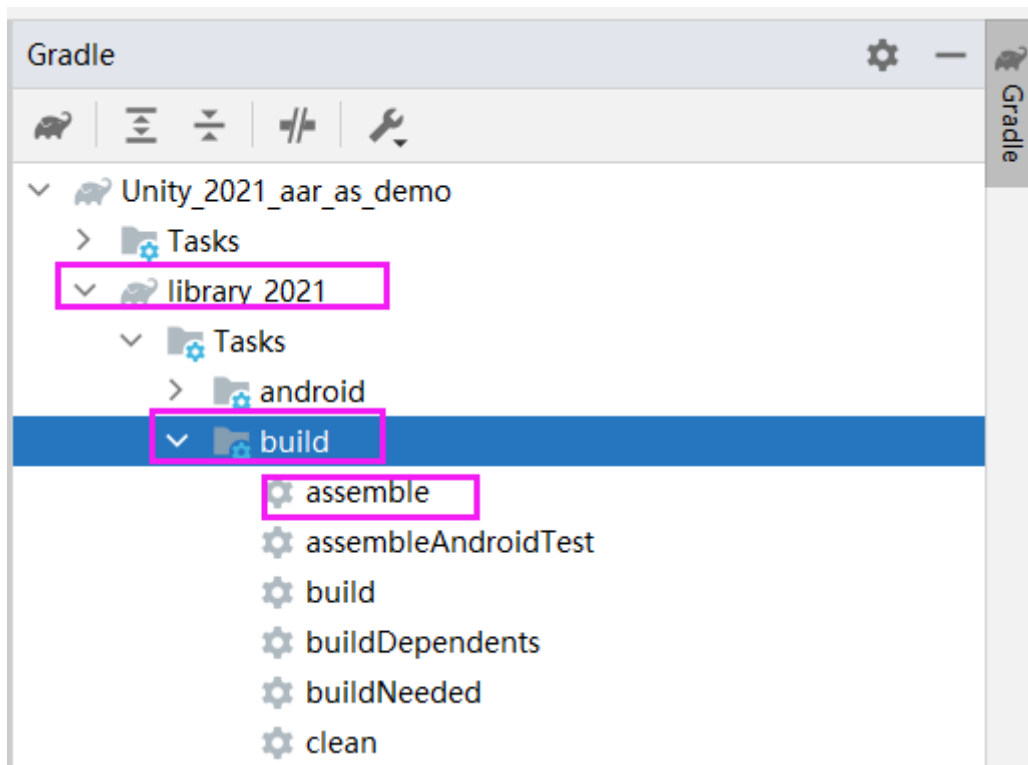 Gradle
Gradle
Unity_2021_aar_as_demo
Tasks
library_2021
Tasks
android
build
assemble
assembleAndroidTest
build
buildDependents
buildNeeded
clean